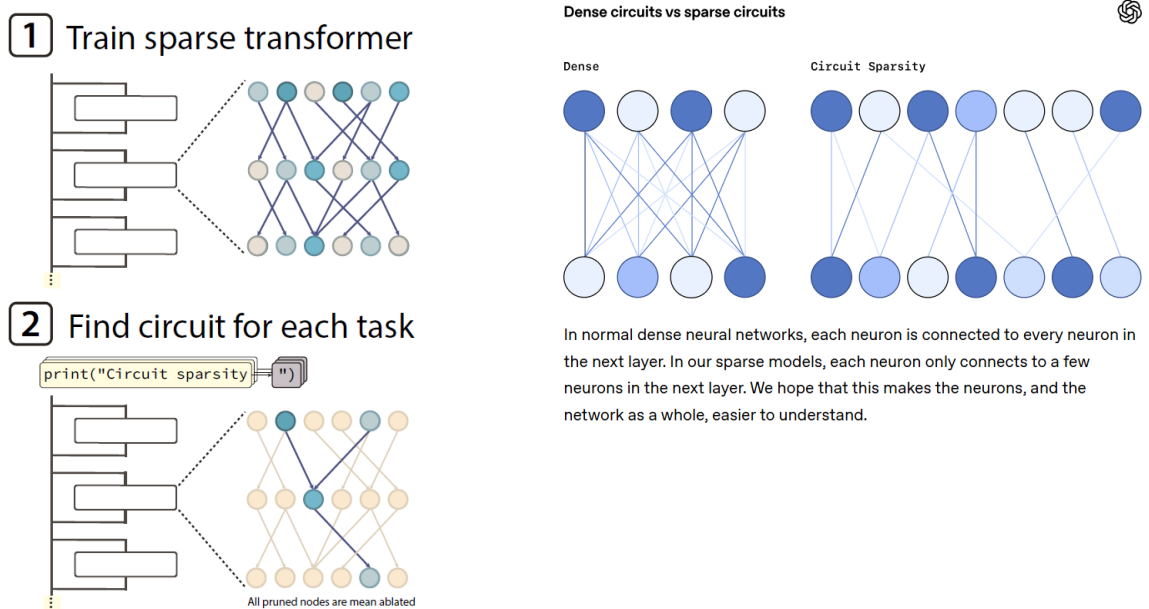 1 Train sparse transformer
2 Find circuit for each task
print("Circuit sparsity ")
All pruned nodes are mean ablated
Dense circuits vs sparse circuits
Dense
Circuit Sparsity
In normal dense neural networks, each neuron is connected to every neuron in
the next layer. In our sparse models, each neuron only connects to a few
neurons in the next layer. We hope that this makes the neurons, and the
network as a whole, easier to understand.